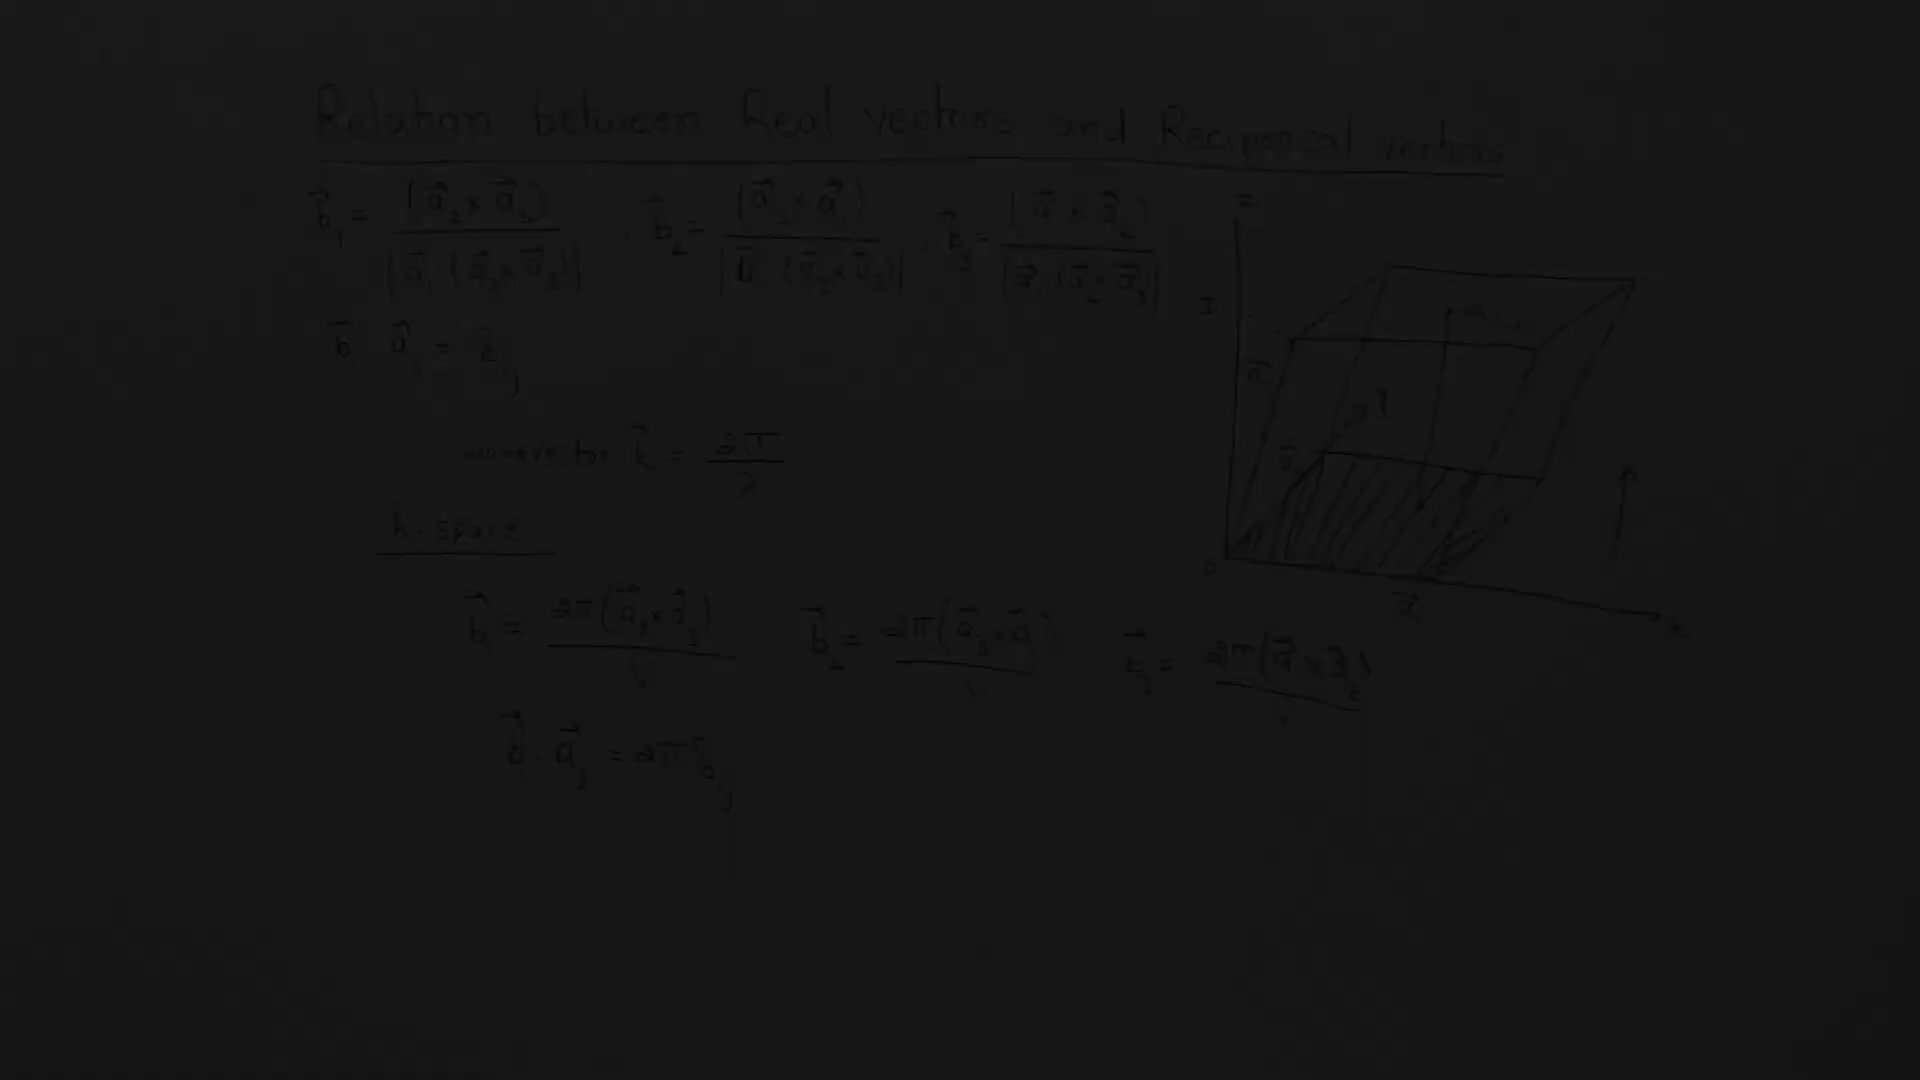 Relation between Real vectors and Reciprocal vectors
b⃗₁ = (a⃗₂ × a⃗₃) / |a⃗₁ · (a⃗₂ × a⃗₃)| , b⃗₂ = (a⃗₃ × a⃗₁) / |a⃗₁ · (a⃗₂ × a⃗₃)| , b⃗₃ = (a⃗₁ × a⃗₂) / |a⃗₁ · (a⃗₂ × a⃗₃)|
z
wavevector k⃗ = 2π / λ
k-space
b⃗₁ = 2π(a⃗₂ × a⃗₃) / V b⃗₂ = 2π(a⃗₃ × a⃗₁) / V b⃗₃ = 2π(a⃗₁ × a⃗₂) / V
b⃗ᵢ · a⃗ⱼ = 2π δᵢⱼ